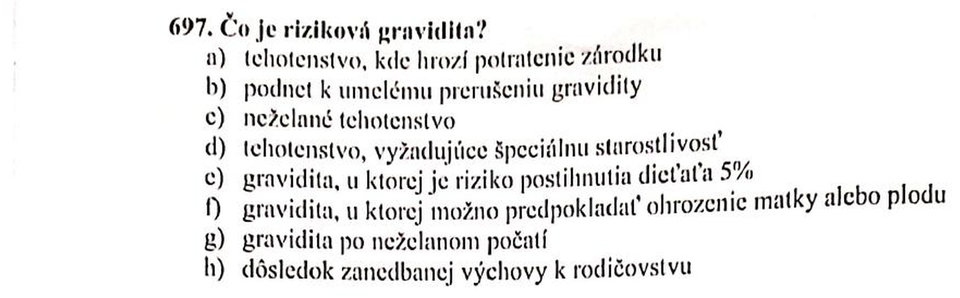 697. Čo je riziková gravidita?
a) tehotenstvo, kde hrozí potratenie zárodku
b) podnet k umelému prerušeniu gravidity
c) neželané tehotenstvo
d) tehotenstvo, vyžadujúce špeciálnu starostlivosť
e) gravidita, u ktorej je riziko postihnutia dieťaťa 5%
f) gravidita, u ktorej možno predpokladať ohrozenie matky alebo plodu
g) gravidita po neželanom počatí
h) dôsledok zanedbanej výchovy k rodičovstvu